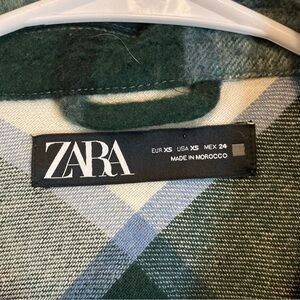 ZARA
EUR XS USA XS MEX 24
MADE IN MOROCCO